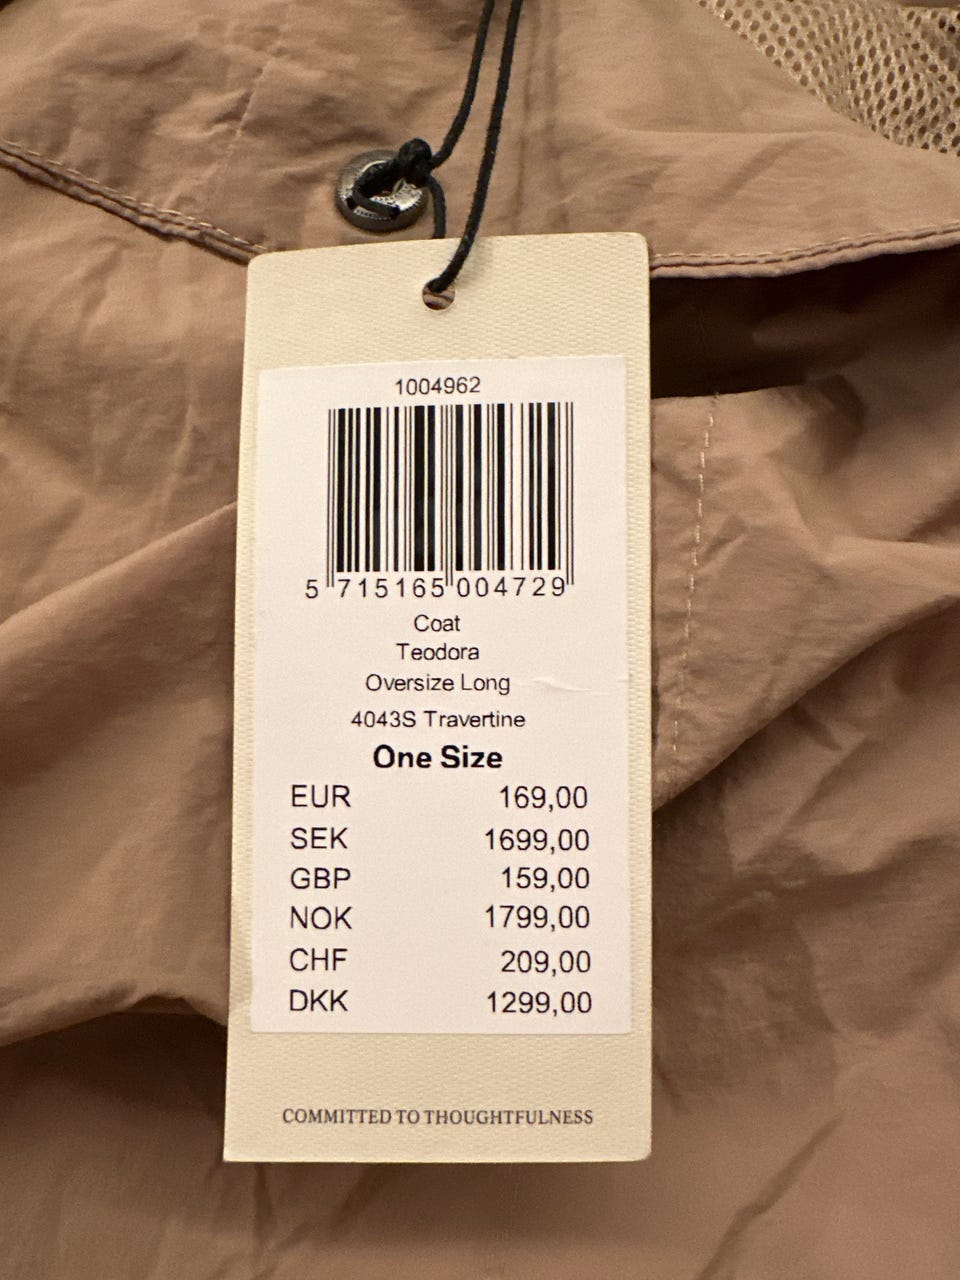 1004962
5 715165 004729
Coat
Teodora
Oversize Long
4043S Travertine
One Size
EUR 169,00
SEK 1699,00
GBP 159,00
NOK 1799,00
CHF 209,00
DKK 1299,00
COMMITTED TO THOUGHTFULNESS